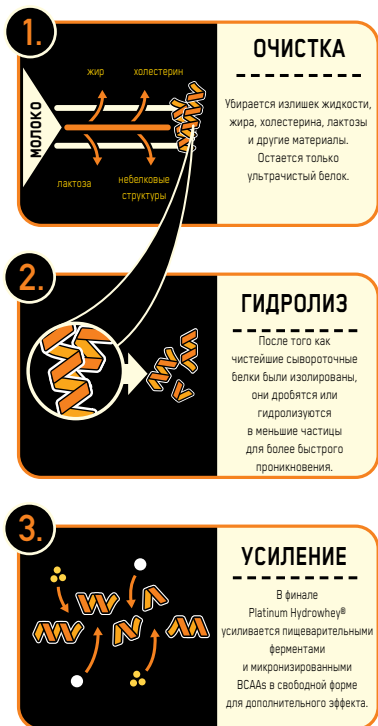 1.
МОЛОКО
жир холестерин
лактоза
небелковые
структуры
ОЧИСТКА
Убирается излишек жидкости,
жира, холестерина, лактозы
и другие материалы.
Остается только
ультрачистый белок.
2.
ГИДРОЛИЗ
После того как
чистейшие сывороточные
белки были изолированы,
они дробятся или
гидролизуются
в меньшие частицы
для более быстрого
проникновения.
3.
УСИЛЕНИЕ
В финале
Platinum Hydrowhey®
усиливается пищеварительными
ферментами
и микронизированными
BCAAs в свободной форме
для дополнительного эффекта.